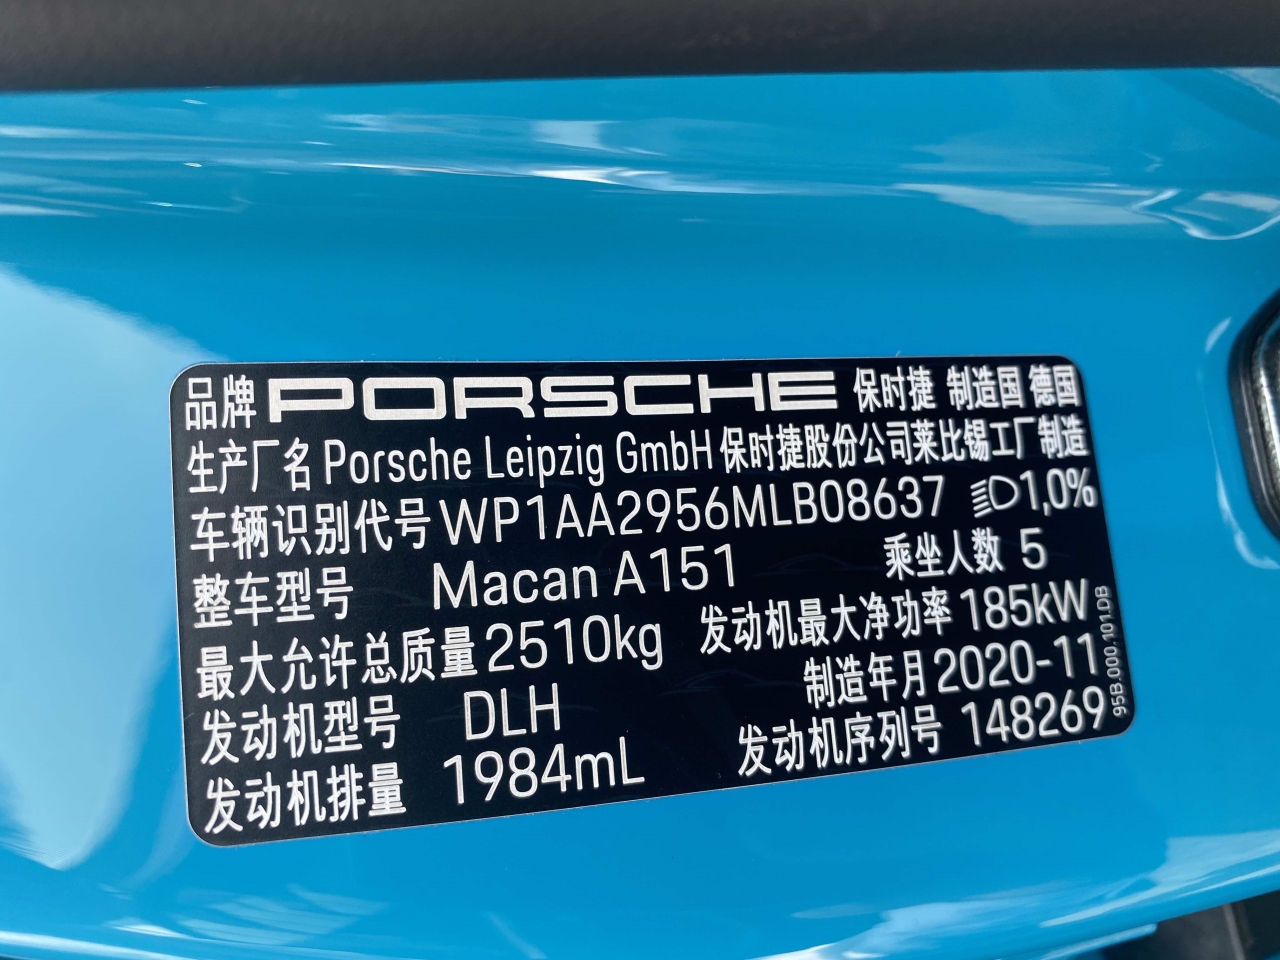 品牌 PORSCHE 保时捷 制造国 德国
生产厂名 Porsche Leipzig GmbH 保时捷股份公司莱比锡工厂制造
车辆识别代号 WP1AA2956MLB08637 1,0%
整车型号 Macan A151 乘坐人数 5
最大允许总质量 2510kg 发动机最大净功率 185kW
发动机型号 DLH 制造年月 2020-11
发动机排量 1984mL 发动机序列号 148269
95B.000.101.DB